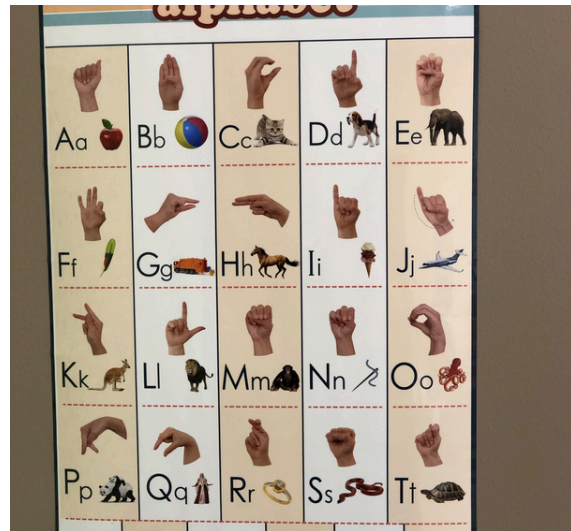 alphabet
Aa Bb Cc Dd Ee
Ff Gg Hh Ii Jj
Kk Ll Mm Nn Oo
Pp Qq Rr Ss Tt